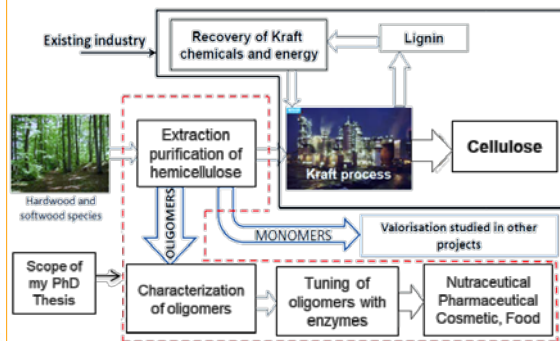 Existing industry
Recovery of Kraft
chemicals and energy
Lignin
Extraction
purification of
hemicellulose
Kraft process
Cellulose
Hardwood and
softwood species
OLIGOMERS
MONOMERS
Valorisation studied in other
projects
Scope of
my PhD
Thesis
Characterization
of oligomers
Tuning of
oligomers with
enzymes
Nutraceutical
Pharmaceutical
Cosmetic, Food